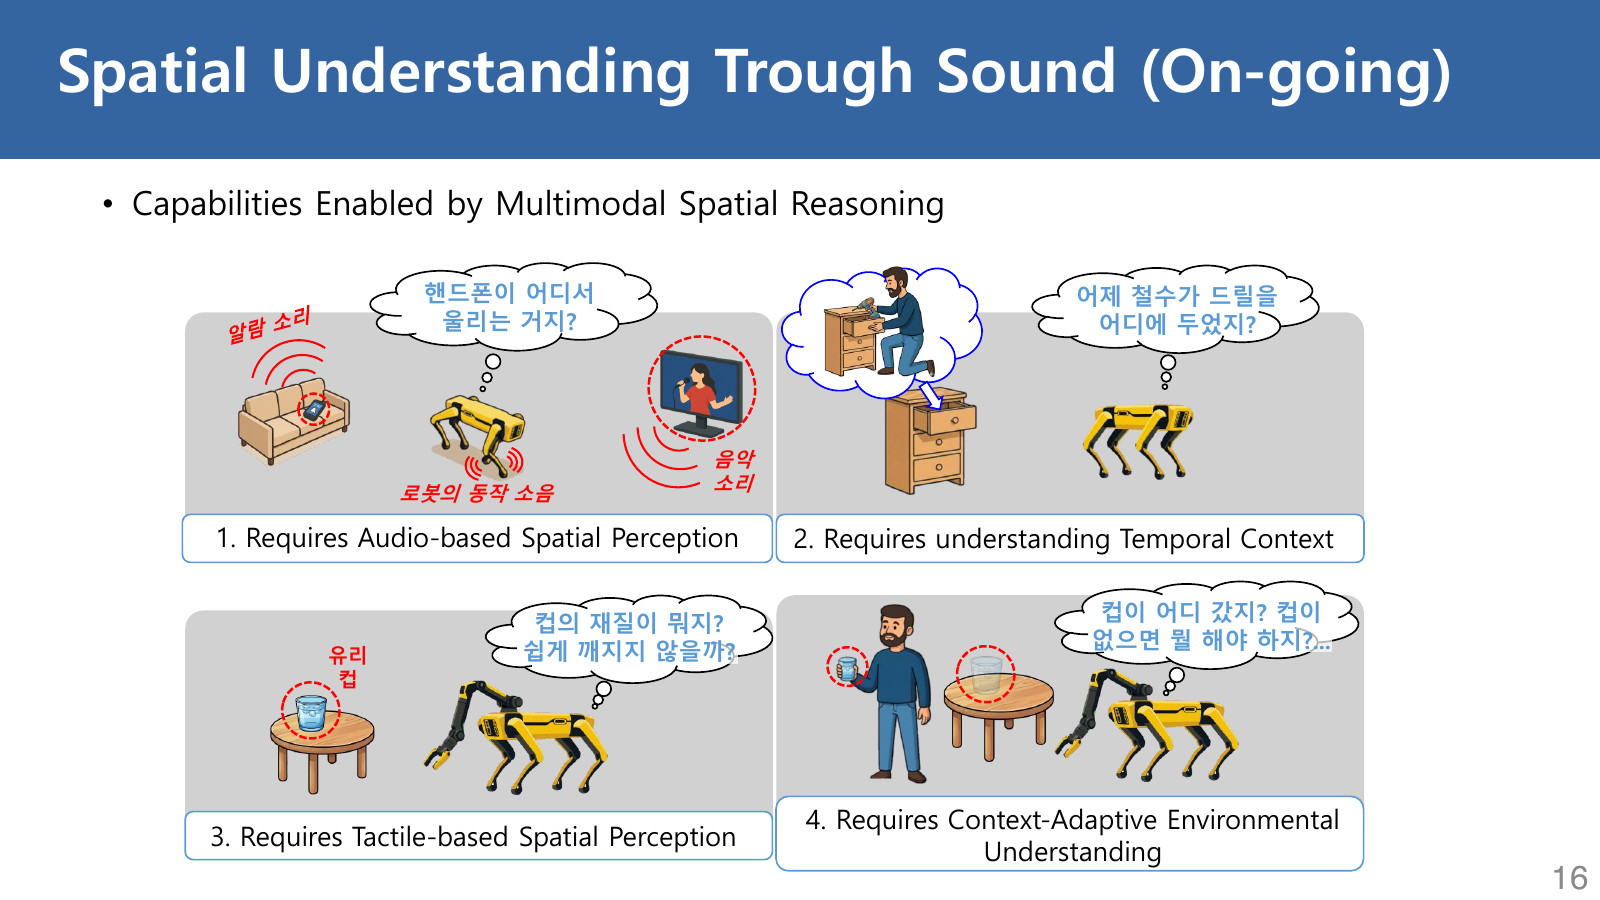 Spatial Understanding Trough Sound (On-going)
• Capabilities Enabled by Multimodal Spatial Reasoning
핸드폰이 어디서
울리는 거지?
알람 소리
로봇의 동작 소음
음악
소리
1. Requires Audio-based Spatial Perception
어제 철수가 드릴을
어디에 두었지?
2. Requires understanding Temporal Context
컵의 재질이 뭐지?
쉽게 깨지지 않을까?
유리
컵
3. Requires Tactile-based Spatial Perception
컵이 어디 갔지? 컵이
없으면 뭘 해야 하지?...
4. Requires Context-Adaptive Environmental
Understanding
16